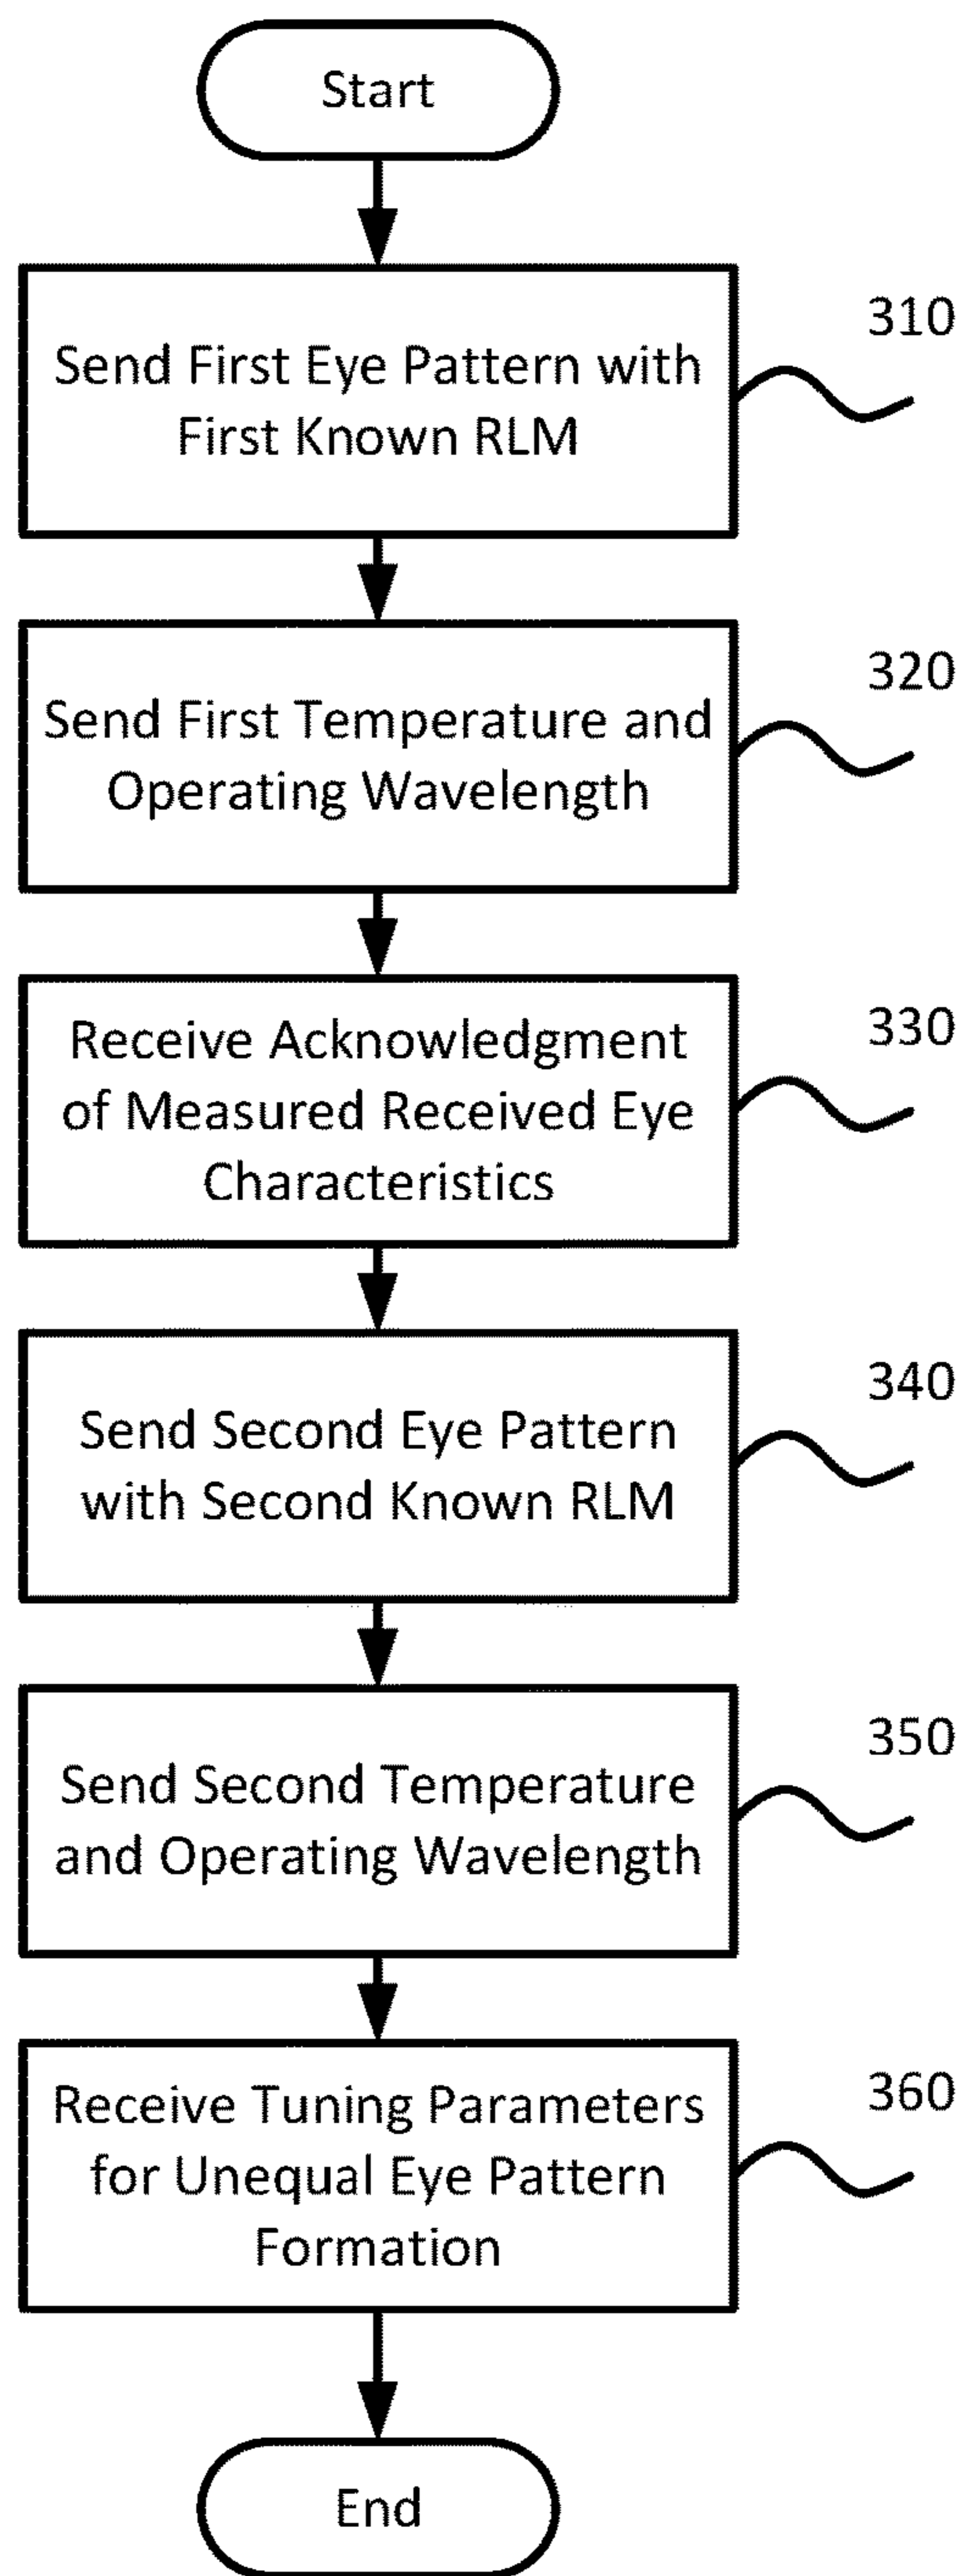 Start
310
Send First Eye Pattern with
First Known RLM
320
Send First Temperature and
Operating Wavelength
330
Receive Acknowledgment
of Measured Received Eye
Characteristics
340
Send Second Eye Pattern
with Second Known RLM
350
Send Second Temperature
and Operating Wavelength
360
Receive Tuning Parameters
for Unequal Eye Pattern
Formation
End